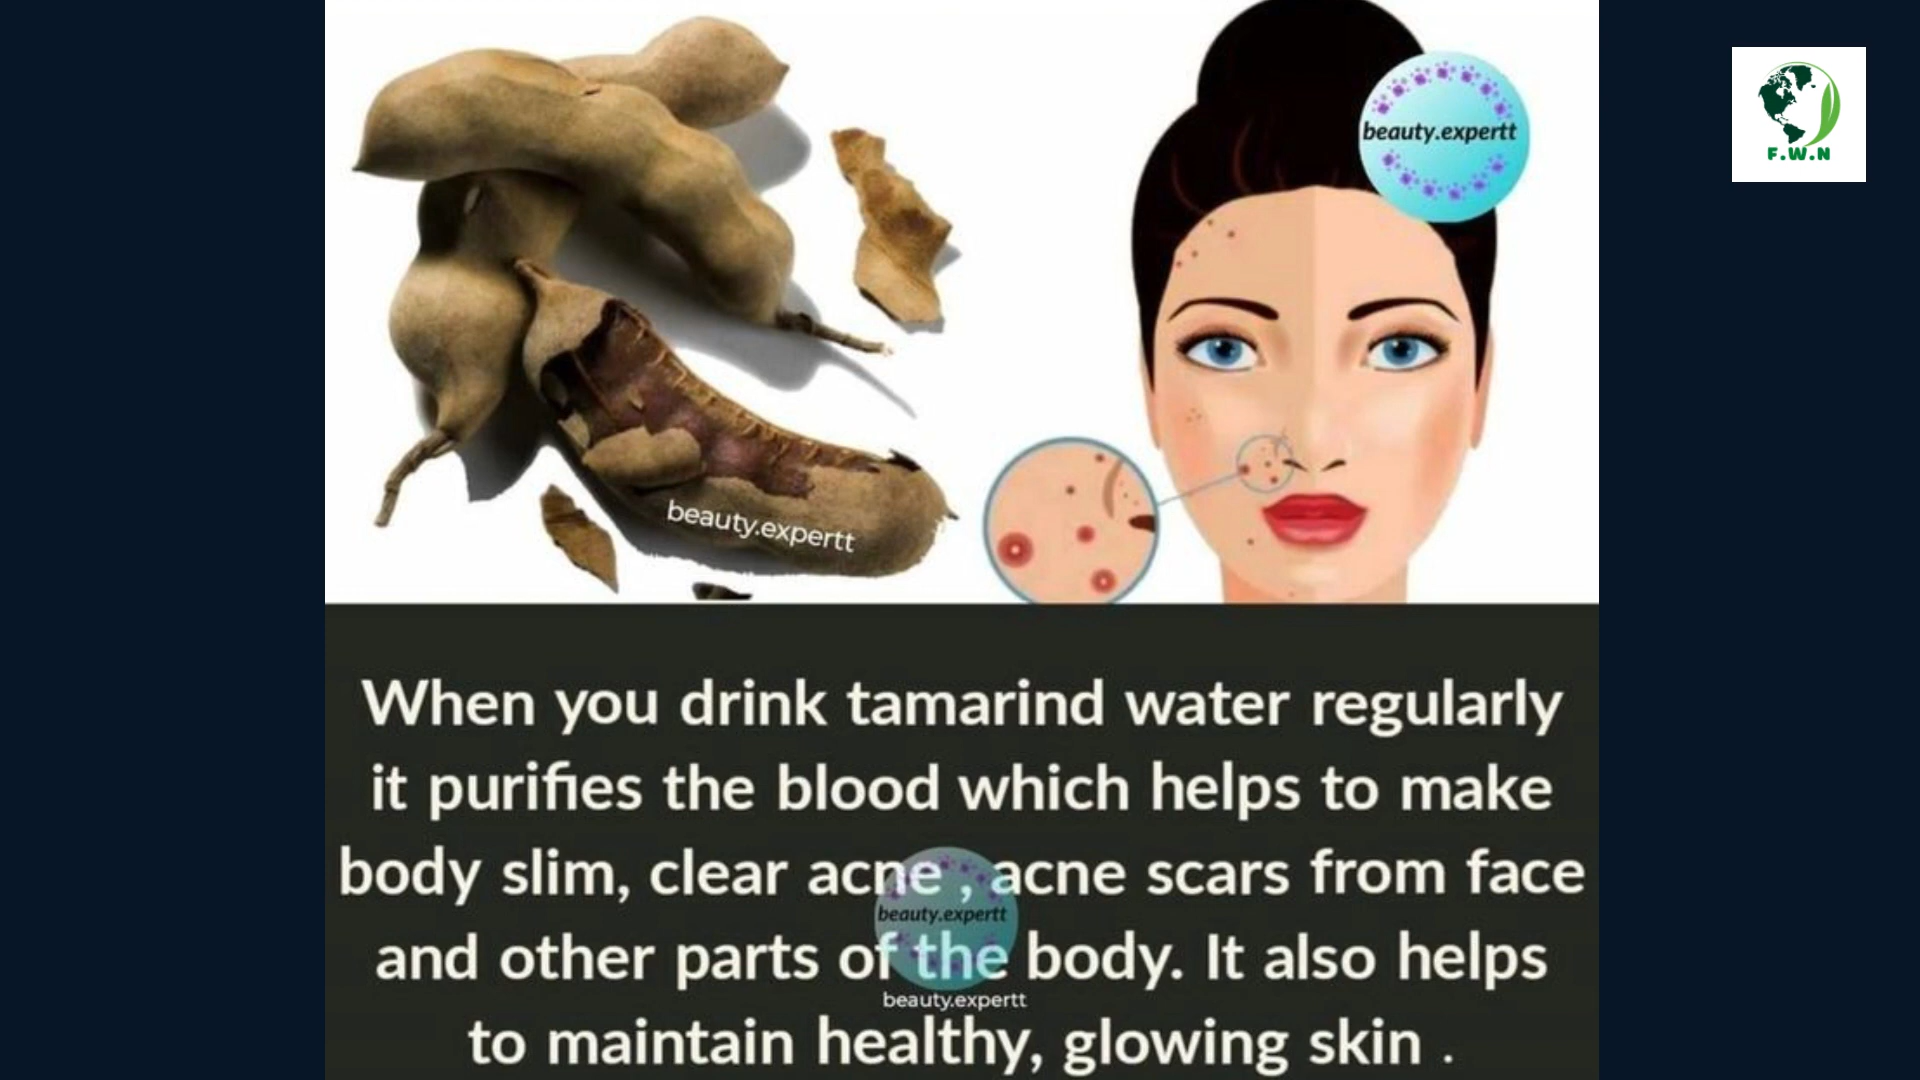 beauty.expertt
F.W.N
beauty.expertt
When you drink tamarind water regularly
it purifies the blood which helps to make
body slim, clear acne , acne scars from face
beauty.expertt
and other parts of the body. It also helps
beauty.expertt
to maintain healthy, glowing skin .